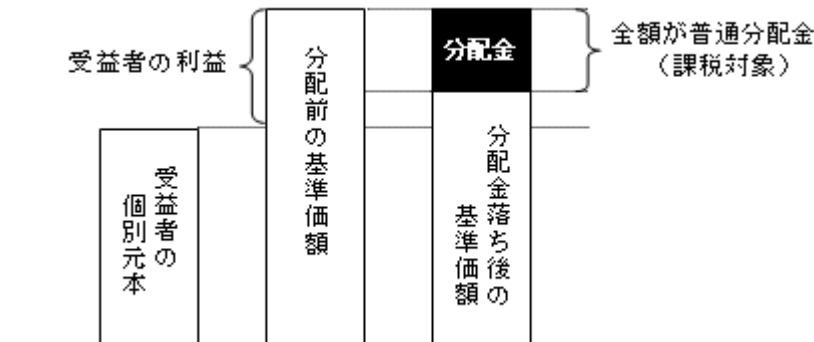 受益者の利益
分配前の基準価額
分配金
全額が普通分配金
（課税対象）
受益者の
個別元本
分配金落ち後の
基準価額